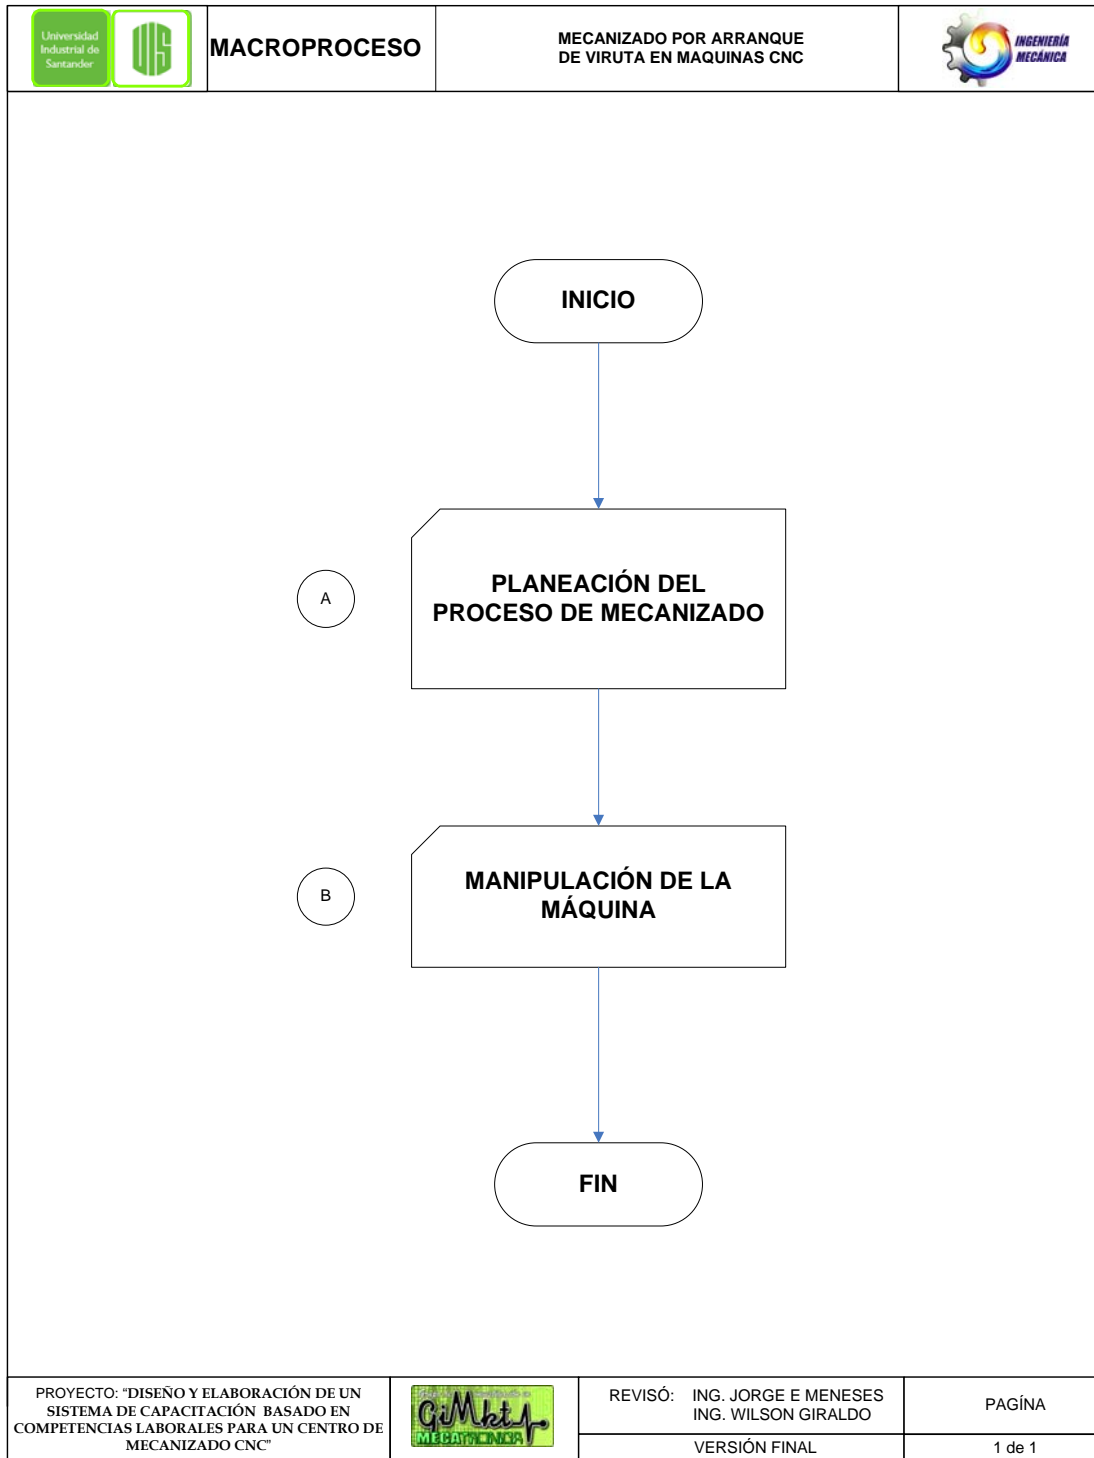 Universidad
Industrial de
Santander
UIS
MACROPROCESO
MECANIZADO POR ARRANQUE
DE VIRUTA EN MAQUINAS CNC
INGENIERÍA
MECÁNICA
INICIO
A
PLANEACIÓN DEL
PROCESO DE MECANIZADO
B
MANIPULACIÓN DE LA
MÁQUINA
FIN
PROYECTO: "DISEÑO Y ELABORACIÓN DE UN
SISTEMA DE CAPACITACIÓN BASADO EN
COMPETENCIAS LABORALES PARA UN CENTRO DE
MECANIZADO CNC"
GiMkt
MECATRONICA
REVISÓ: ING. JORGE E MENESES
ING. WILSON GIRALDO
VERSIÓN FINAL
PAGÍNA
1 de 1